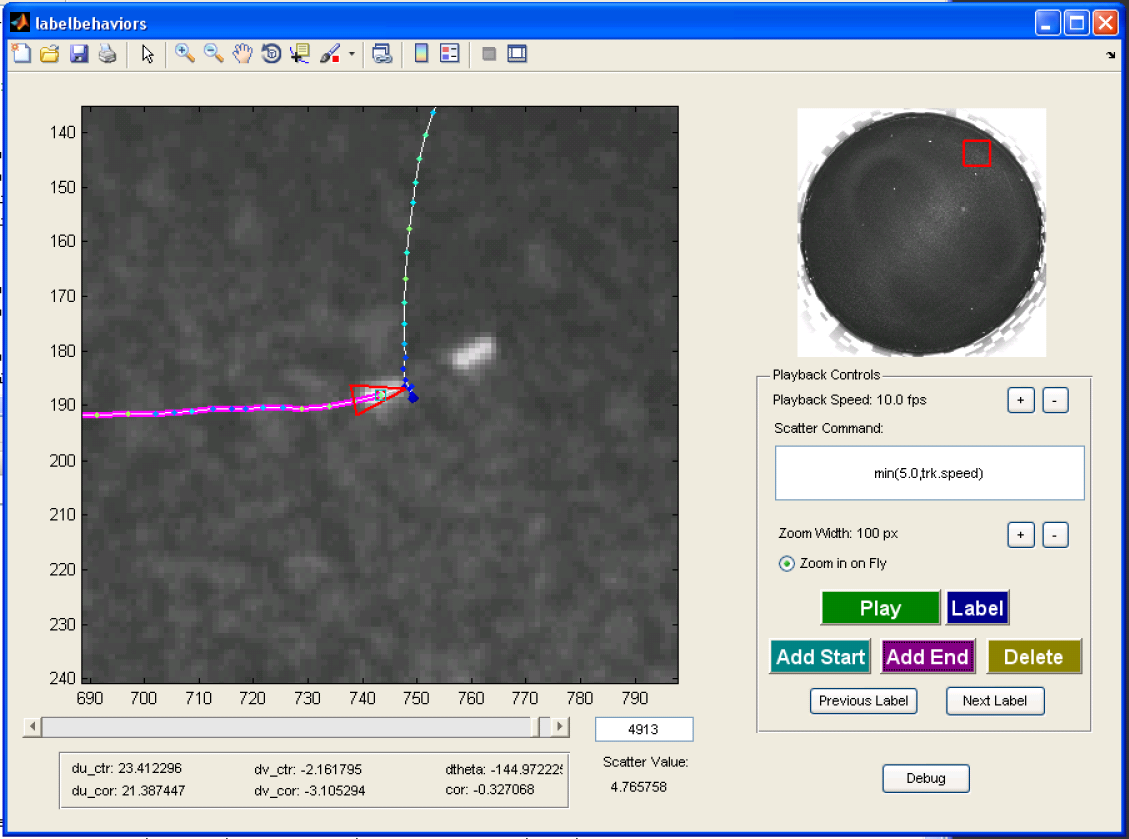 labelbehaviors
140
150
160
170
180
190
200
210
220
230
240
690 700 710 720 730 740 750 760 770 780 790
Playback Controls
Playback Speed: 10.0 fps + -
Scatter Command:
min(5.0,trk.speed)
Zoom Width: 100 px + -
Zoom in on Fly
Play Label
Add Start Add End Delete
Previous Label Next Label
4913
du_ctr: 23.412296 dv_ctr: -2.161795 dtheta: -144.972225
du_cor: 21.387447 dv_cor: -3.105294 cor: -0.327068
Scatter Value:
4.765758
Debug